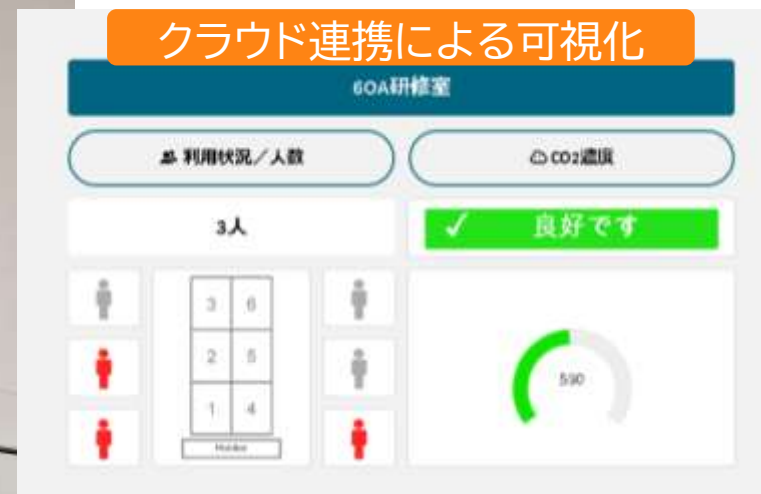 クラウド連携による可視化
60A研修室
利用状況/人数
CO2濃度
3人
✓ 良好です
3 6
2 5
1 4
590